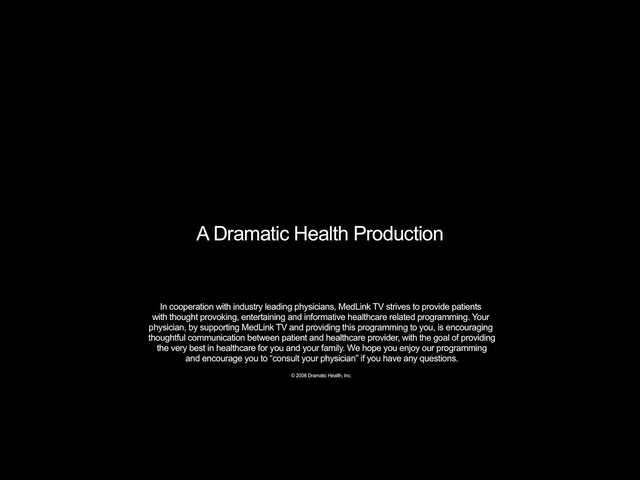 A Dramatic Health Production
In cooperation with industry leading physicians, MedLink TV strives to provide patients
with thought provoking, entertaining and informative healthcare related programming. Your
physician, by supporting MedLink TV and providing this programming to you, is encouraging
thoughtful communication between patient and healthcare provider, with the goal of providing
the very best in healthcare for you and your family. We hope you enjoy our programming
and encourage you to “consult your physician” if you have any questions.
© 2008 Dramatic Health, Inc.